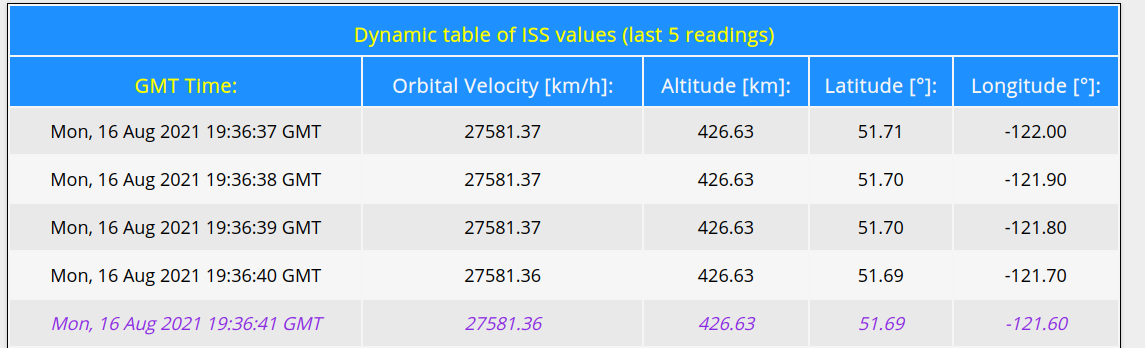 Dynamic table of ISS values (last 5 readings)
GMT Time: Orbital Velocity [km/h]: Altitude [km]: Latitude [°]: Longitude [°]:
Mon, 16 Aug 2021 19:36:37 GMT 27581.37 426.63 51.71 -122.00
Mon, 16 Aug 2021 19:36:38 GMT 27581.37 426.63 51.70 -121.90
Mon, 16 Aug 2021 19:36:39 GMT 27581.37 426.63 51.70 -121.80
Mon, 16 Aug 2021 19:36:40 GMT 27581.36 426.63 51.69 -121.70
Mon, 16 Aug 2021 19:36:41 GMT 27581.36 426.63 51.69 -121.60